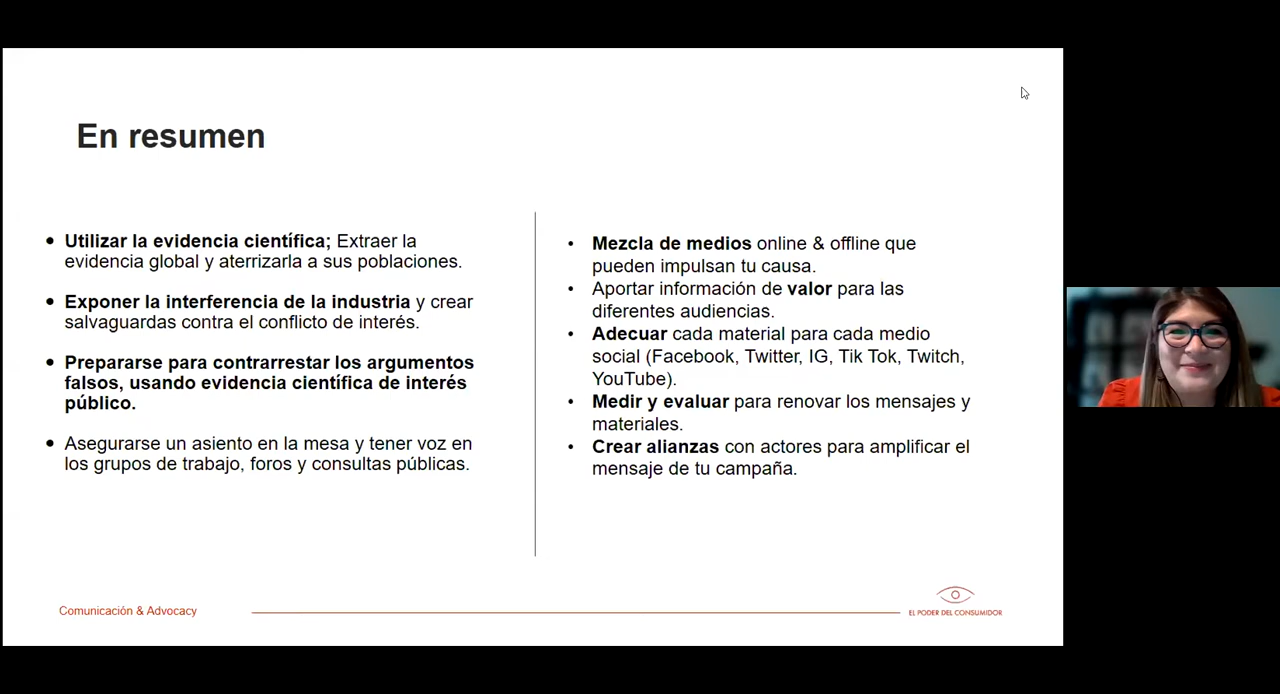 En resumen
• Utilizar la evidencia científica; Extraer la
evidencia global y aterrizarla a sus poblaciones.
• Exponer la interferencia de la industria y crear
salvaguardas contra el conflicto de interés.
• Prepararse para contrarrestar los argumentos
falsos, usando evidencia científica de interés
público.
• Asegurarse un asiento en la mesa y tener voz en
los grupos de trabajo, foros y consultas públicas.
• Mezcla de medios online & offline que
pueden impulsan tu causa.
• Aportar información de valor para las
diferentes audiencias.
• Adecuar cada material para cada medio
social (Facebook, Twitter, IG, Tik Tok, Twitch,
YouTube).
• Medir y evaluar para renovar los mensajes y
materiales.
• Crear alianzas con actores para amplificar el
mensaje de tu campaña.
Comunicación & Advocacy
EL PODER DEL CONSUMIDOR